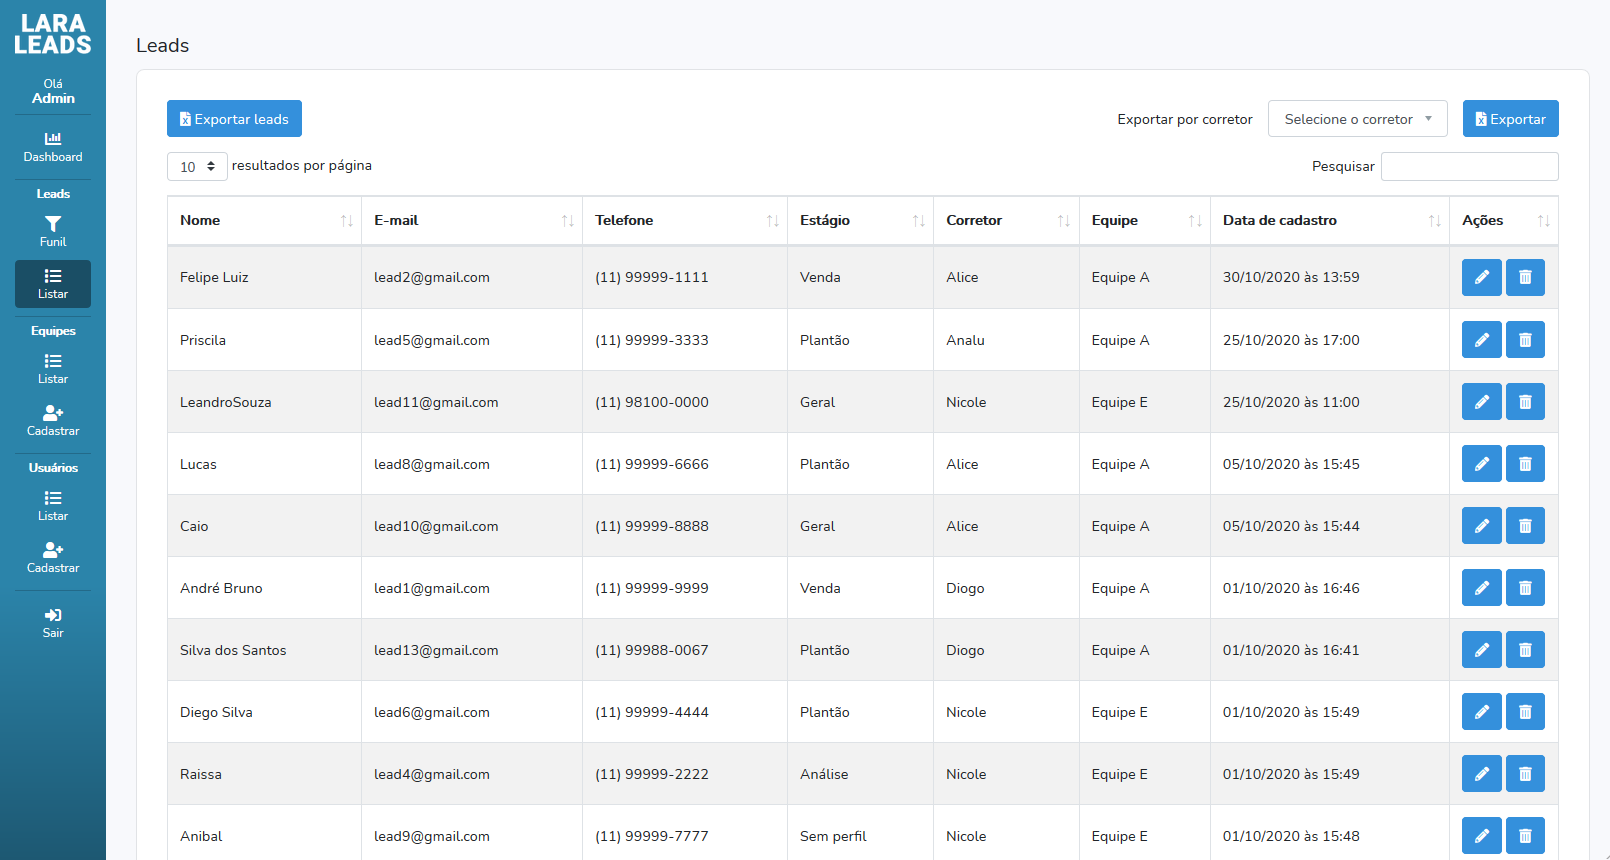 LARA
LEADS
Olá
Admin
Dashboard
Leads
Funil
Listar
Equipes
Listar
Cadastrar
Usuários
Listar
Cadastrar
Sair
Leads
Exportar leads
Exportar por corretor Selecione o corretor Exportar
10 resultados por página
Pesquisar
Nome E-mail Telefone Estágio Corretor Equipe Data de cadastro Ações
Felipe Luiz lead2@gmail.com (11) 99999-1111 Venda Alice Equipe A 30/10/2020 às 13:59
Priscila lead5@gmail.com (11) 99999-3333 Plantão Analu Equipe A 25/10/2020 às 17:00
LeandroSouza lead11@gmail.com (11) 98100-0000 Geral Nicole Equipe E 25/10/2020 às 11:00
Lucas lead8@gmail.com (11) 99999-6666 Plantão Alice Equipe A 05/10/2020 às 15:45
Caio lead10@gmail.com (11) 99999-8888 Geral Alice Equipe A 05/10/2020 às 15:44
André Bruno lead1@gmail.com (11) 99999-9999 Venda Diogo Equipe A 01/10/2020 às 16:46
Silva dos Santos lead13@gmail.com (11) 99988-0067 Plantão Diogo Equipe A 01/10/2020 às 16:41
Diego Silva lead6@gmail.com (11) 99999-4444 Plantão Nicole Equipe E 01/10/2020 às 15:49
Raissa lead4@gmail.com (11) 99999-2222 Análise Nicole Equipe E 01/10/2020 às 15:49
Anibal lead9@gmail.com (11) 99999-7777 Sem perfil Nicole Equipe E 01/10/2020 às 15:48